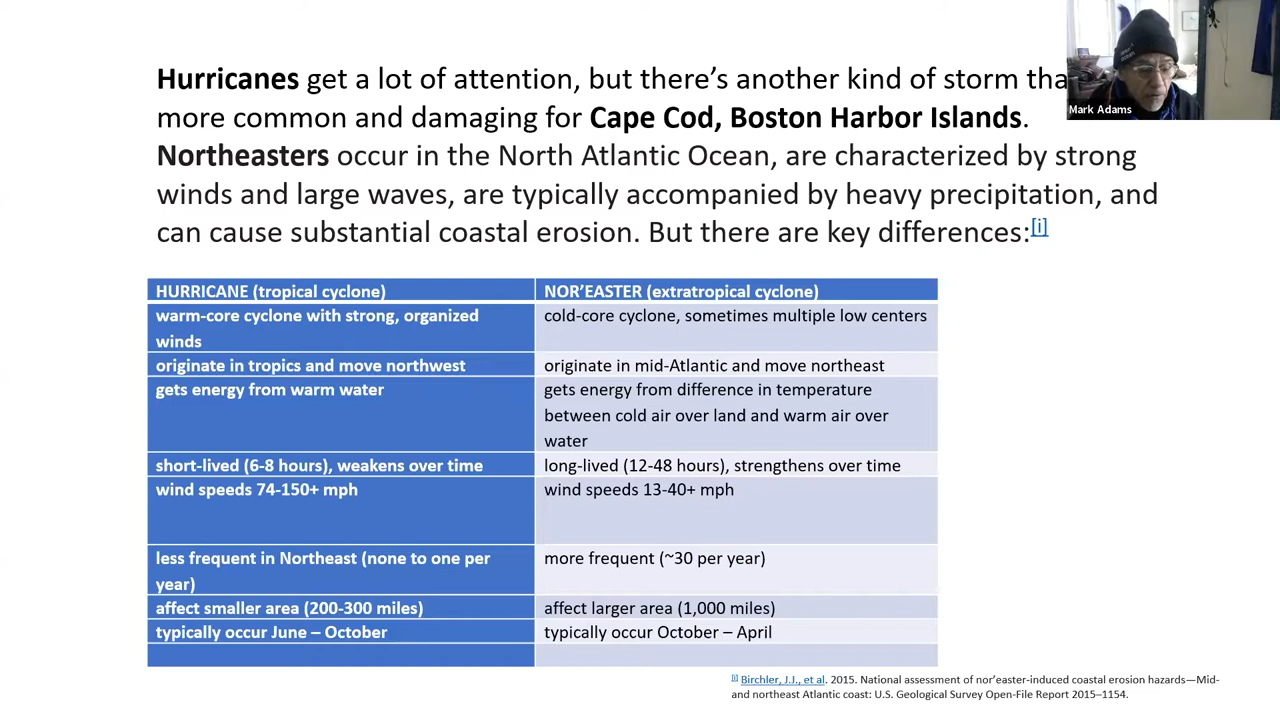 Hurricanes get a lot of attention, but there's another kind of storm tha
more common and damaging for Cape Cod, Boston Harbor Islands.
Northeasters occur in the North Atlantic Ocean, are characterized by strong
winds and large waves, are typically accompanied by heavy precipitation, and
can cause substantial coastal erosion. But there are key differences:[i]
Mark Adams
HURRICANE (tropical cyclone)
NOR'EASTER (extratropical cyclone)
warm-core cyclone with strong, organized
winds
cold-core cyclone, sometimes multiple low centers
originate in tropics and move northwest
originate in mid-Atlantic and move northeast
gets energy from warm water
gets energy from difference in temperature
between cold air over land and warm air over
water
short-lived (6-8 hours), weakens over time
long-lived (12-48 hours), strengthens over time
wind speeds 74-150+ mph
wind speeds 13-40+ mph
less frequent in Northeast (none to one per
year)
more frequent (~30 per year)
affect smaller area (200-300 miles)
affect larger area (1,000 miles)
typically occur June – October
typically occur October – April
[i] Birchler, J.J., et al. 2015. National assessment of nor'easter-induced coastal erosion hazards—Mid-
and northeast Atlantic coast: U.S. Geological Survey Open-File Report 2015–1154.